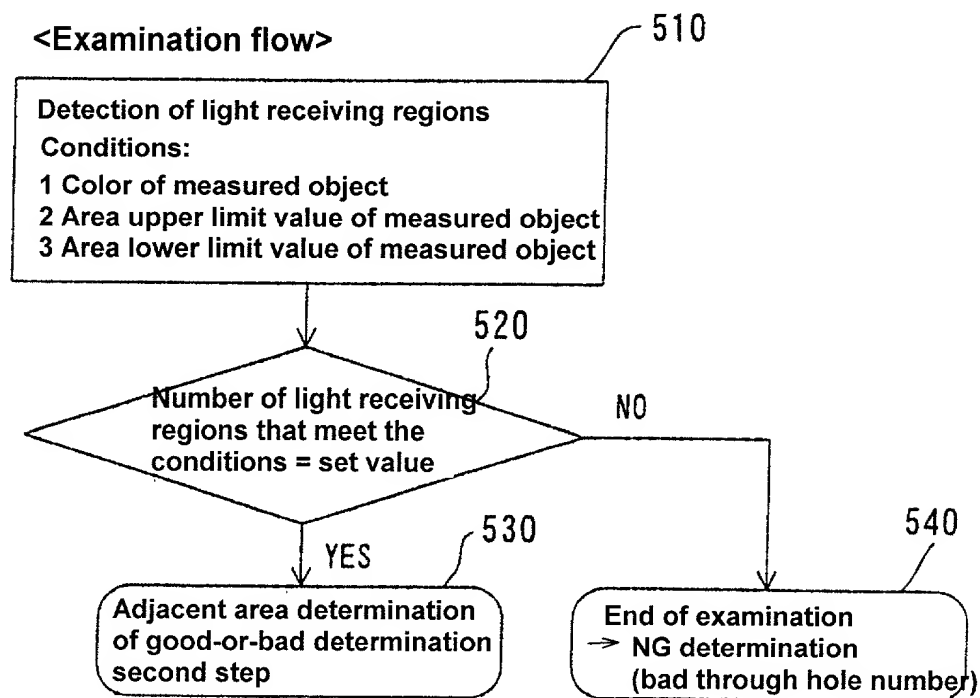 <Examination flow>
510
Detection of light receiving regions
Conditions:
1 Color of measured object
2 Area upper limit value of measured object
3 Area lower limit value of measured object
520
Number of light receiving
regions that meet the
conditions = set value
NO
YES
530
Adjacent area determination
of good-or-bad determination
second step
540
End of examination
→ NG determination
(bad through hole number)